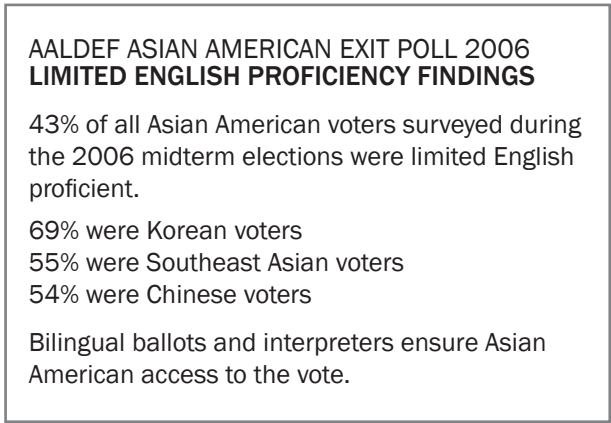 AALDEF ASIAN AMERICAN EXIT POLL 2006
LIMITED ENGLISH PROFICIENCY FINDINGS
43% of all Asian American voters surveyed during
the 2006 midterm elections were limited English
proficient.
69% were Korean voters
55% were Southeast Asian voters
54% were Chinese voters
Bilingual ballots and interpreters ensure Asian
American access to the vote.